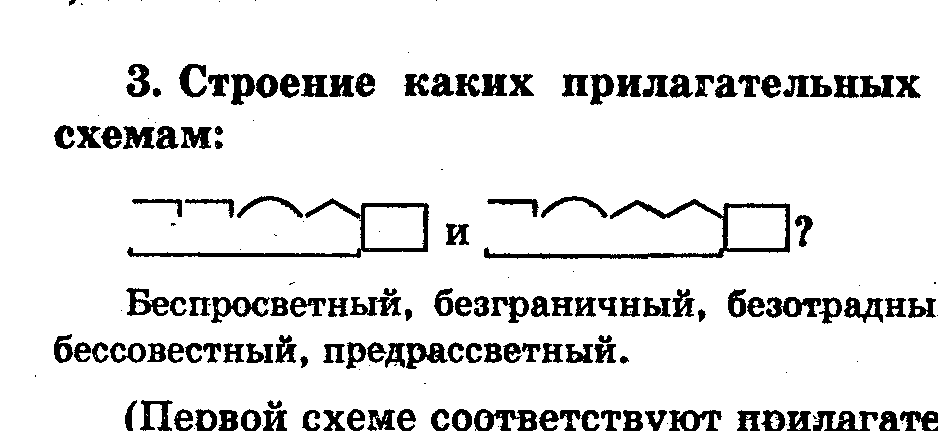 3. Строение каких прилагательных
схемам:
и ?
Беспросветный, безграничный, безотрадны
бессовестный, предрассветный.
(Первой схеме соответствуют прилагате